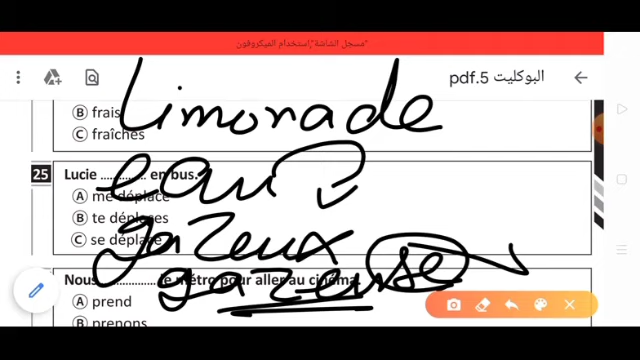 "مسجل الشاشة",إستخدام الميكروفون
البوكليت 5.pdf
Limonade
B frais
C fraîches
25 Lucie .............. en bus.
eau
A me déplace
B te déplaces
gazeux
C se déplace
gazeuse
Nous .............. le métro pour aller au cinéma.
A prend
B prenons